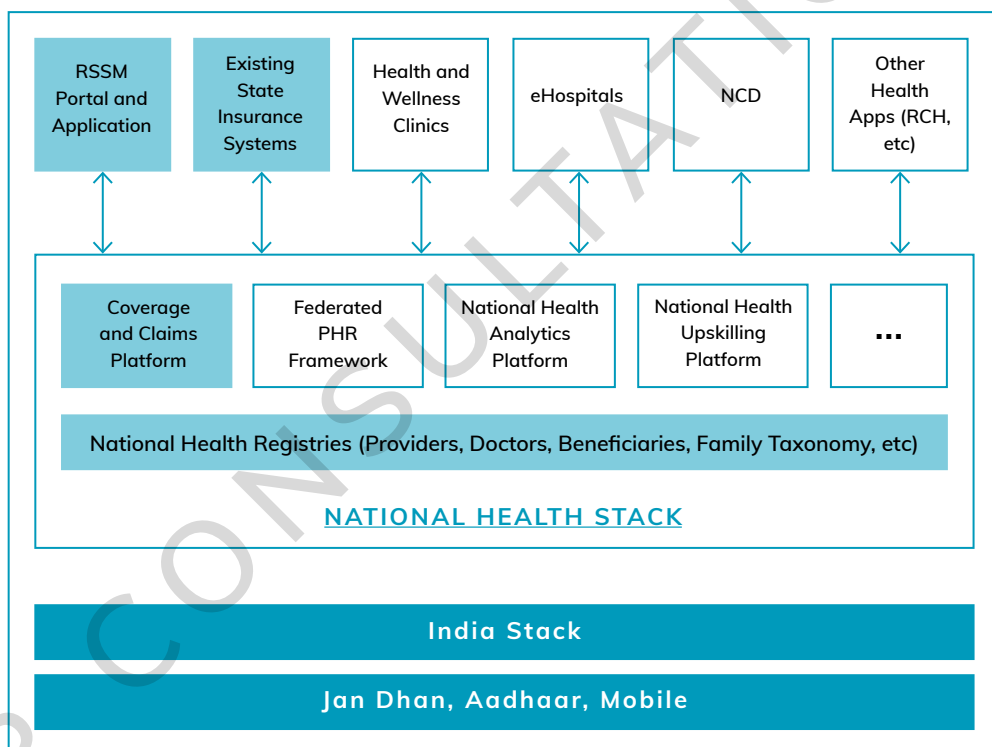 RSSM
Portal and
Application
Existing
State
Insurance
Systems
Health and
Wellness
Clinics
eHospitals
NCD
Other
Health
Apps (RCH,
etc)
Coverage
and Claims
Platform
Federated
PHR
Framework
National Health
Analytics
Platform
National Health
Upskilling
Platform
...
National Health Registries (Providers, Doctors, Beneficiaries, Family Taxonomy, etc)
NATIONAL HEALTH STACK
India Stack
Jan Dhan, Aadhaar, Mobile
CONSULTATIO